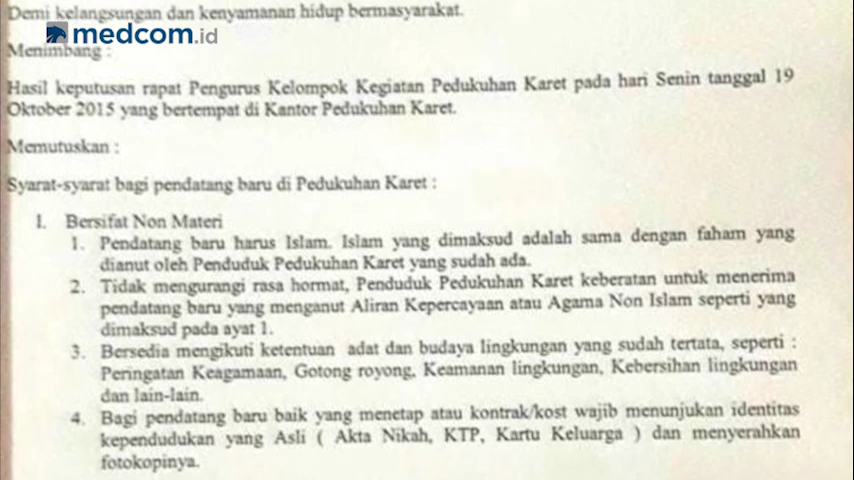 Demi kelangsungan dan kenyamanan hidup bermasyarakat.
medcom.id
Menimbang :
Hasil keputusan rapat Pengurus Kelompok Kegiatan Pedukuhan Karet pada hari Senin tanggal 19
Oktober 2015 yang bertempat di Kantor Pedukuhan Karet.
Memutuskan :
Syarat-syarat bagi pendatang baru di Pedukuhan Karet :
I. Bersifat Non Materi
1. Pendatang baru harus Islam. Islam yang dimaksud adalah sama dengan faham yang
dianut oleh Penduduk Pedukuhan Karet yang sudah ada.
2. Tidak mengurangi rasa hormat, Penduduk Pedukuhan Karet keberatan untuk menerima
pendatang baru yang menganut Aliran Kepercayaan atau Agama Non Islam seperti yang
dimaksud pada ayat 1.
3. Bersedia mengikuti ketentuan adat dan budaya lingkungan yang sudah tertata, seperti :
Peringatan Keagamaan, Gotong royong, Keamanan lingkungan, Kebersihan lingkungan
dan lain-lain.
4. Bagi pendatang baru baik yang menetap atau kontrak/kost wajib menunjukan identitas
kependudukan yang Asli ( Akta Nikah, KTP, Kartu Keluarga ) dan menyerahkan
fotokopinya.